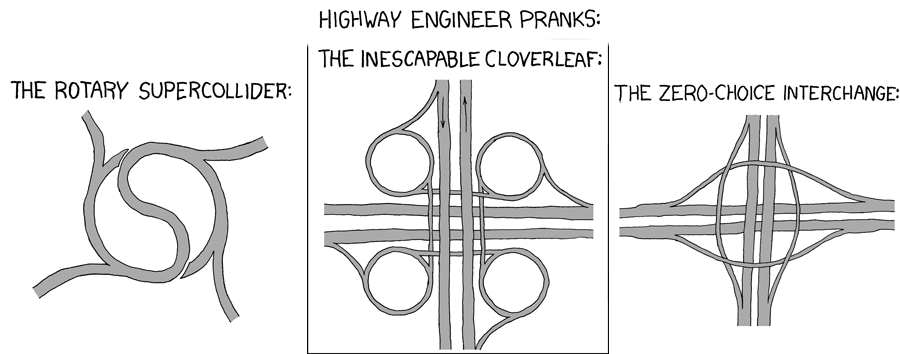 HIGHWAY ENGINEER PRANKS:
THE INESCAPABLE CLOVERLEAF:
THE ROTARY SUPERCOLLIDER:
THE ZERO-CHOICE INTERCHANGE: